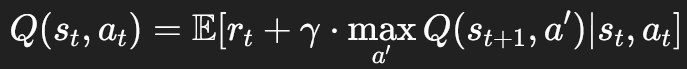 Q(s_t, a_t) = 𝔼[r_t + γ · max_{a′} Q(s_{t+1}, a′)|s_t, a_t]